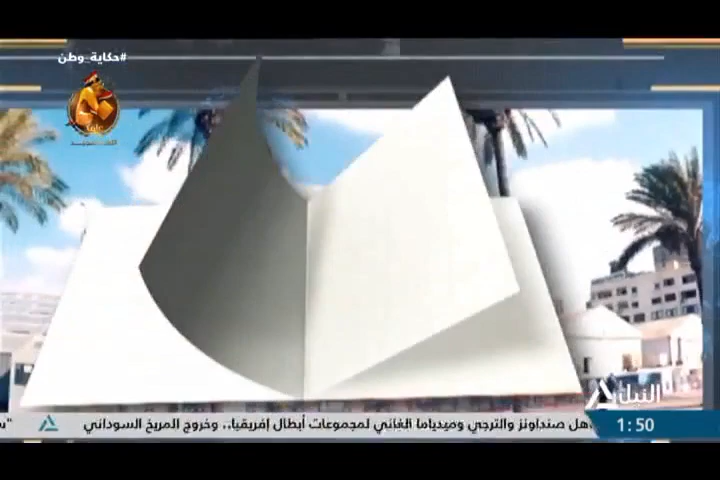 #حكاية_وطن
النيل
هل صنداونز والترجي وميدياما الغاني لمجموعات أبطال إفريقيا.. وخروج المريخ السوداني
1:50